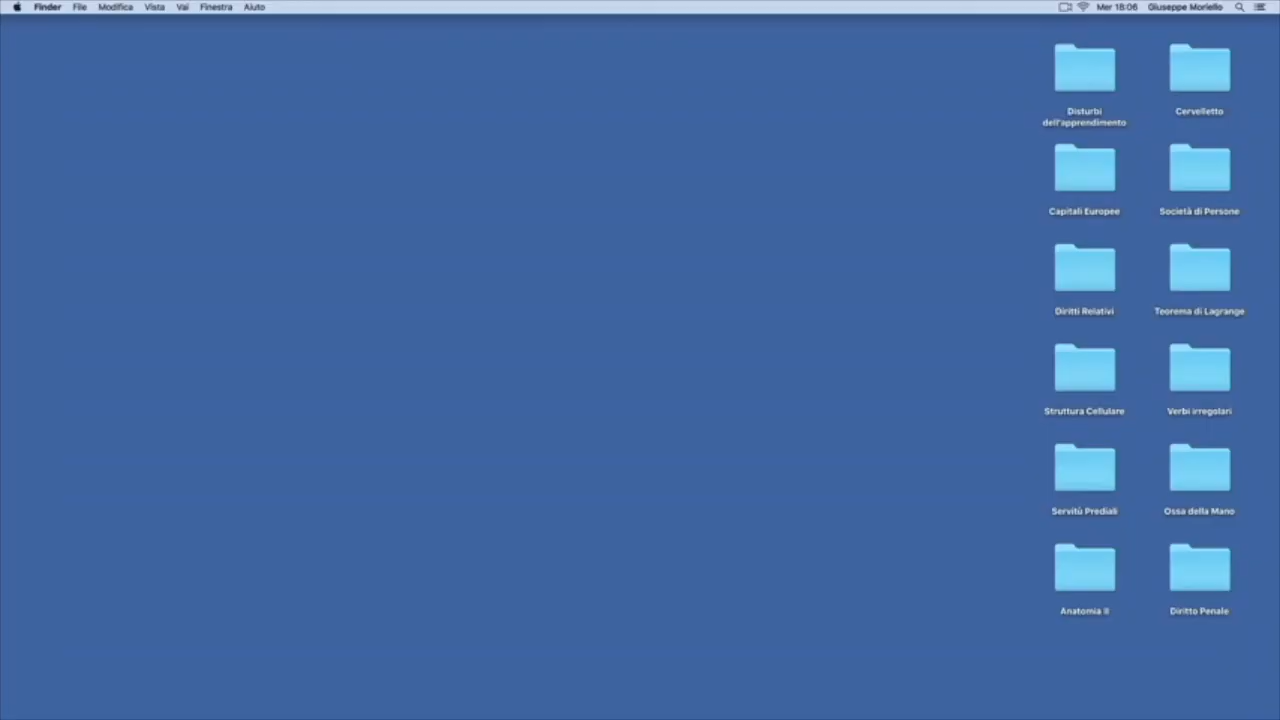 Finder File Modifica Vista Vai Finestra Aiuto Mer 18:06 Giuseppe Moriello
Disturbi
dell'apprendimento
Cervelletto
Capitali Europee
Società di Persone
Diritti Relativi
Teorema di Lagrange
Struttura Cellulare
Verbi irregolari
Servitù Prediali
Ossa della Mano
Anatomia II
Diritto Penale